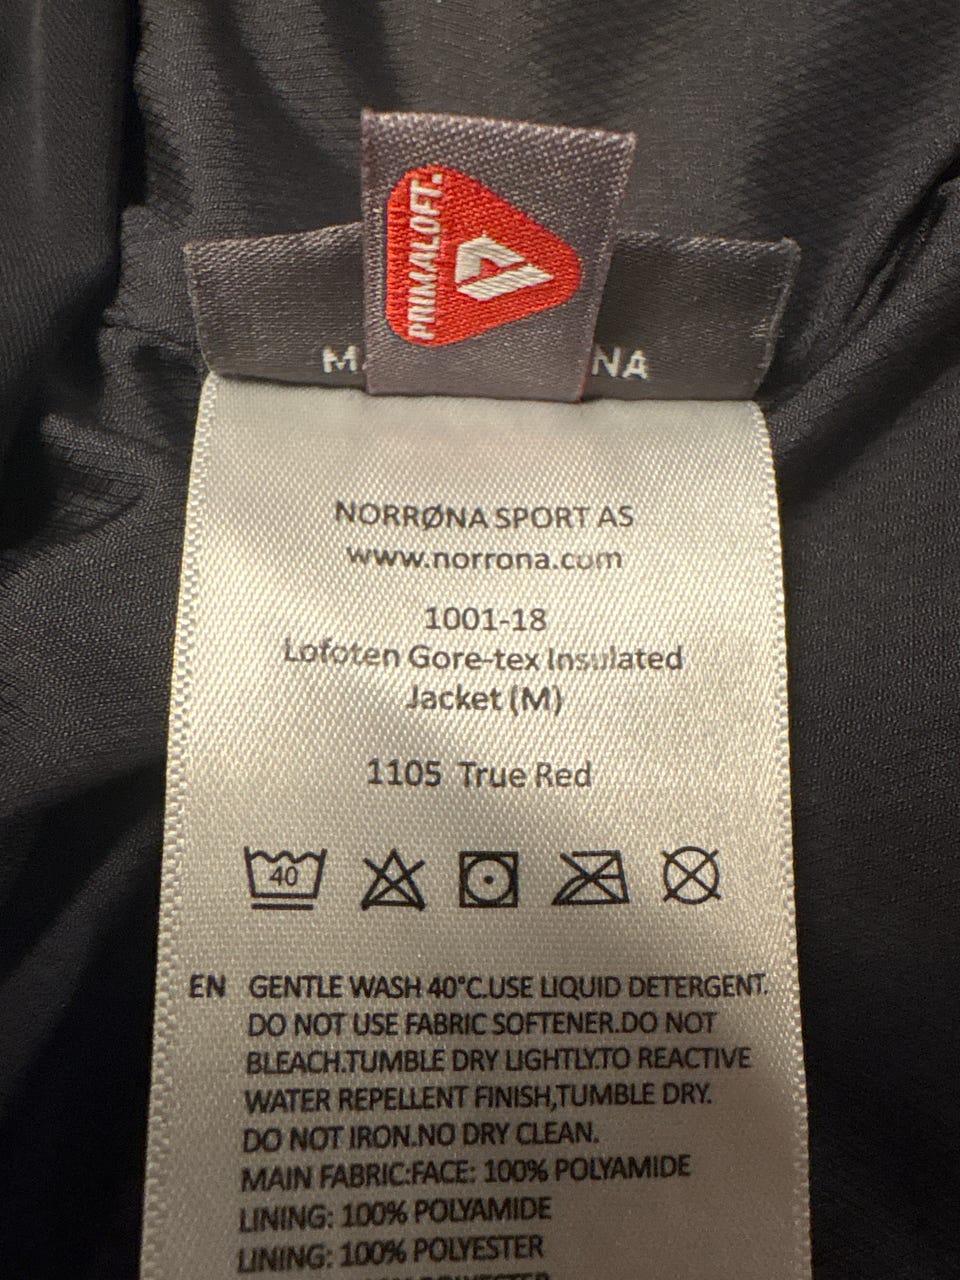 PRIMALOFT.
M NA
NORRØNA SPORT AS
www.norrona.com
1001-18
Lofoten Gore-tex Insulated
Jacket (M)
1105 True Red
40
EN GENTLE WASH 40°C.USE LIQUID DETERGENT.
DO NOT USE FABRIC SOFTENER.DO NOT
BLEACH.TUMBLE DRY LIGHTLY.TO REACTIVE
WATER REPELLENT FINISH,TUMBLE DRY.
DO NOT IRON.NO DRY CLEAN.
MAIN FABRIC:FACE: 100% POLYAMIDE
LINING: 100% POLYAMIDE
LINING: 100% POLYESTER